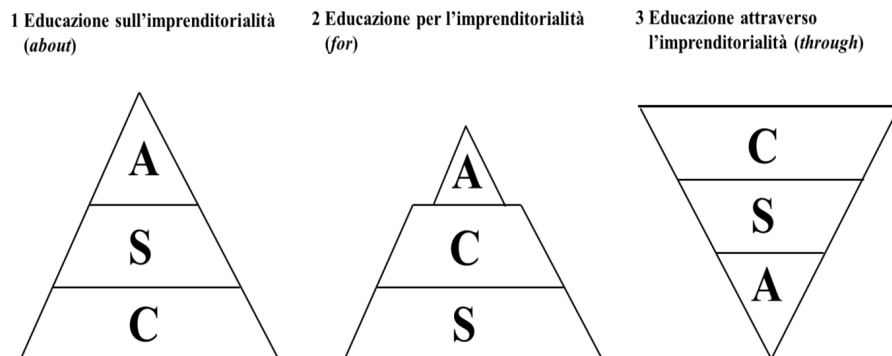 1 Educazione sull'imprenditorialità
(about)
2 Educazione per l'imprenditorialità
(for)
3 Educazione attraverso
l'imprenditorialità (through)
A
S
C
A
C
S
C
S
A